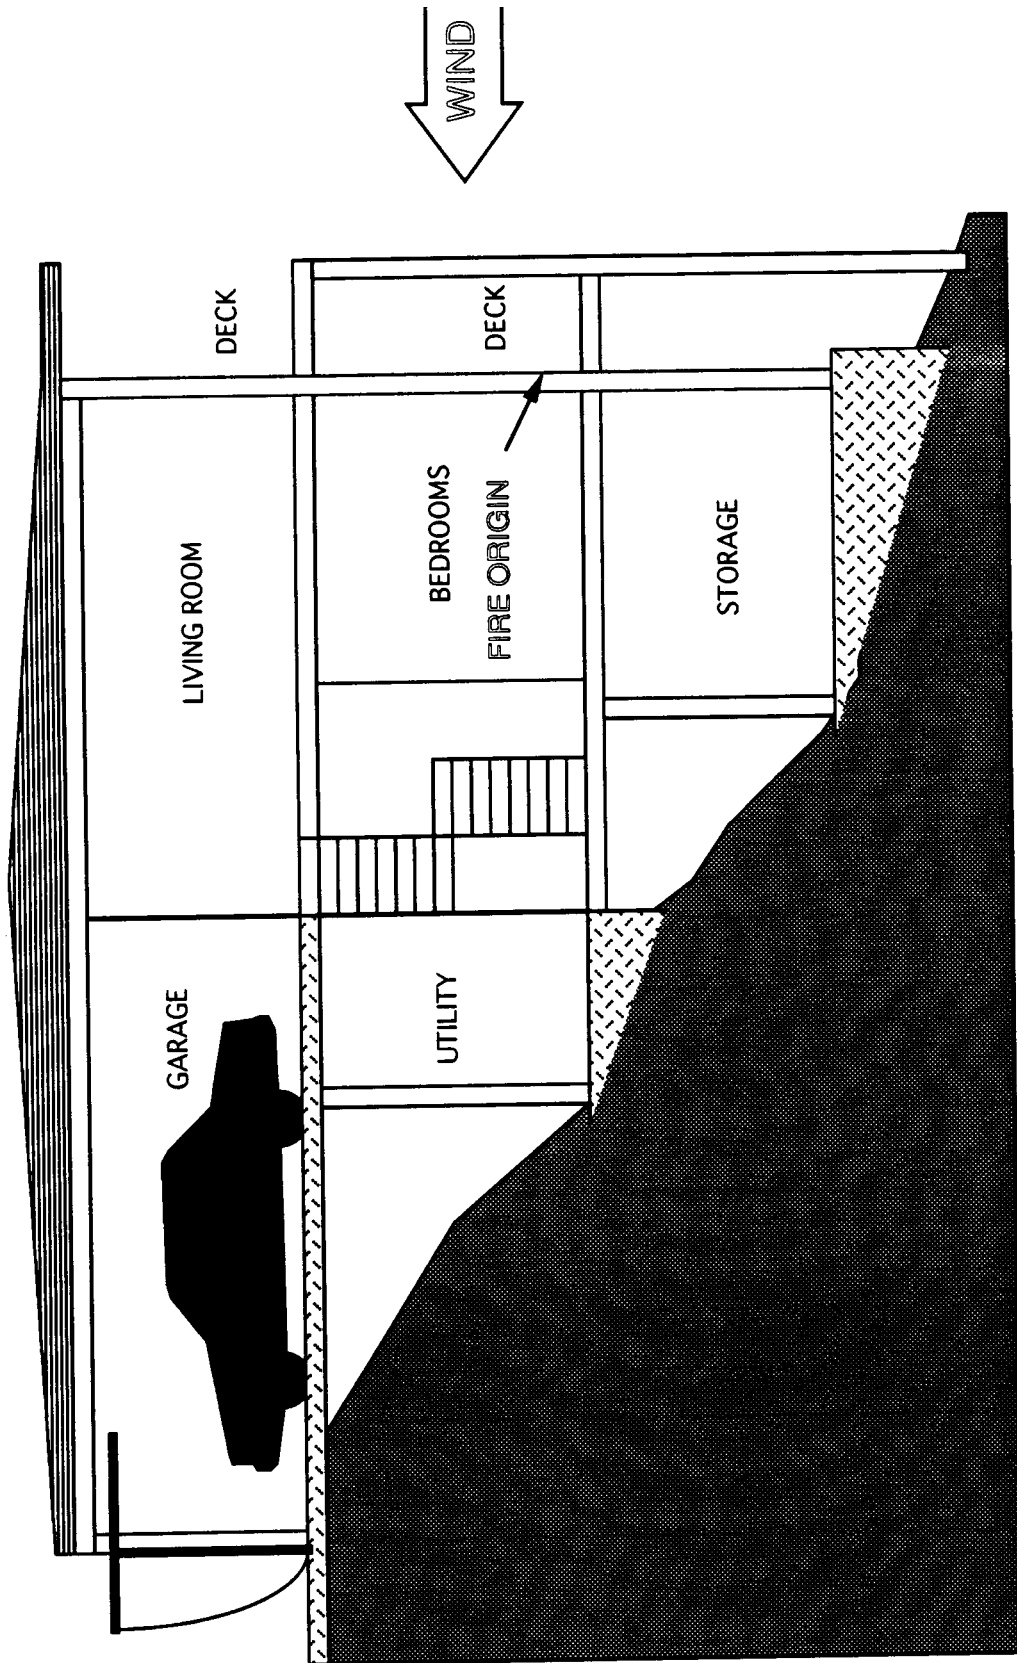 GARAGE
LIVING ROOM
DECK
UTILITY
BEDROOMS
DECK
WIND
FIRE ORIGIN
STORAGE